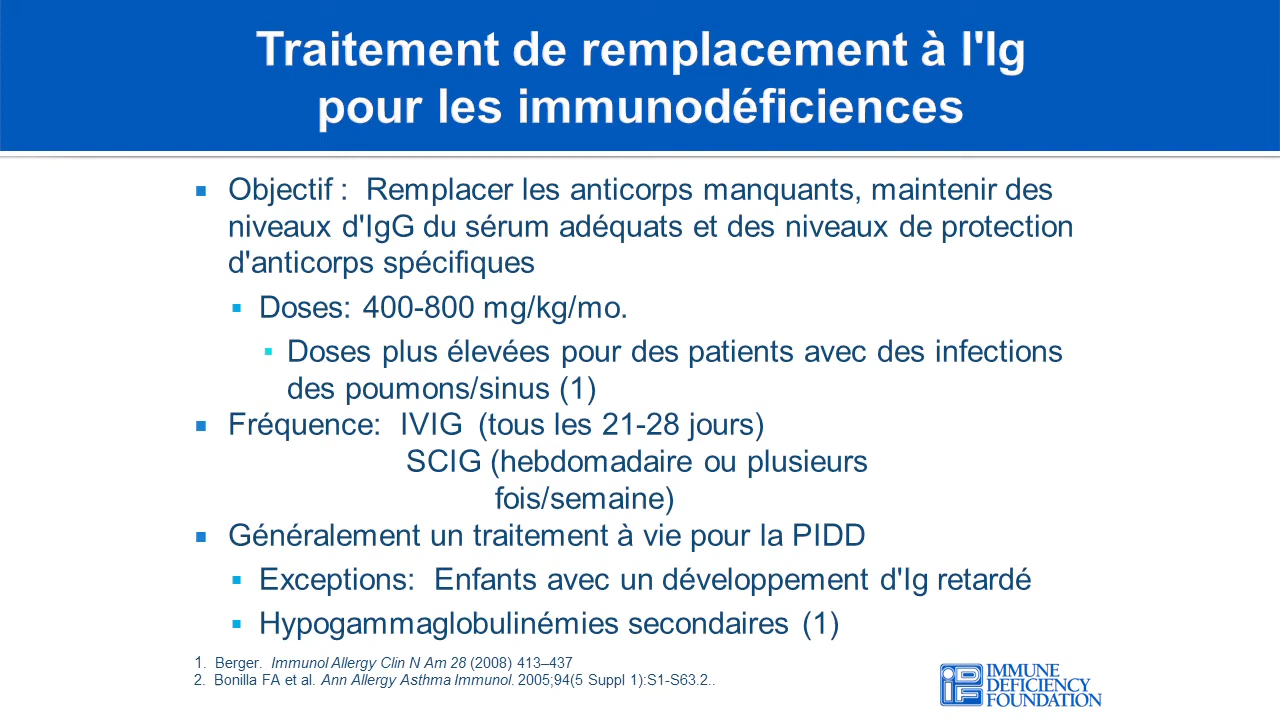 Traitement de remplacement à l'Ig
pour les immunodéficiences
Objectif :  Remplacer les anticorps manquants, maintenir des
niveaux d'IgG du sérum adéquats et des niveaux de protection
d'anticorps spécifiques
Doses: 400-800 mg/kg/mo.
Doses plus élevées pour des patients avec des infections
des poumons/sinus (1)
Fréquence:  IVIG  (tous les 21-28 jours)
SCIG (hebdomadaire ou plusieurs
fois/semaine)
Généralement un traitement à vie pour la PIDD
Exceptions:  Enfants avec un développement d'Ig retardé
Hypogammaglobulinémies secondaires (1)
1.  Berger.  Immunol Allergy Clin N Am 28 (2008) 413–437
2.  Bonilla FA et al. Ann Allergy Asthma Immunol. 2005;94(5 Suppl 1):S1-S63.2..
IDF
IMMUNE
DEFICIENCY
FOUNDATION